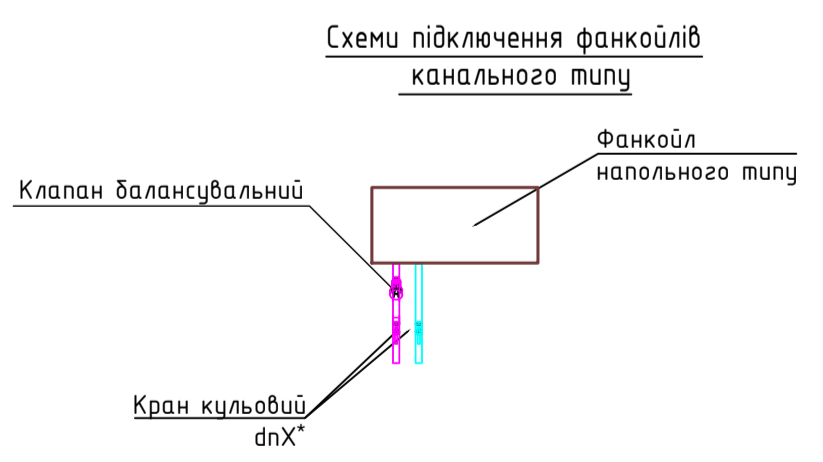 Схеми підключення фанкойлів
канального типу
Фанкойл
напольного типу
Клапан балансувальний
Кран кульовий
dnX*